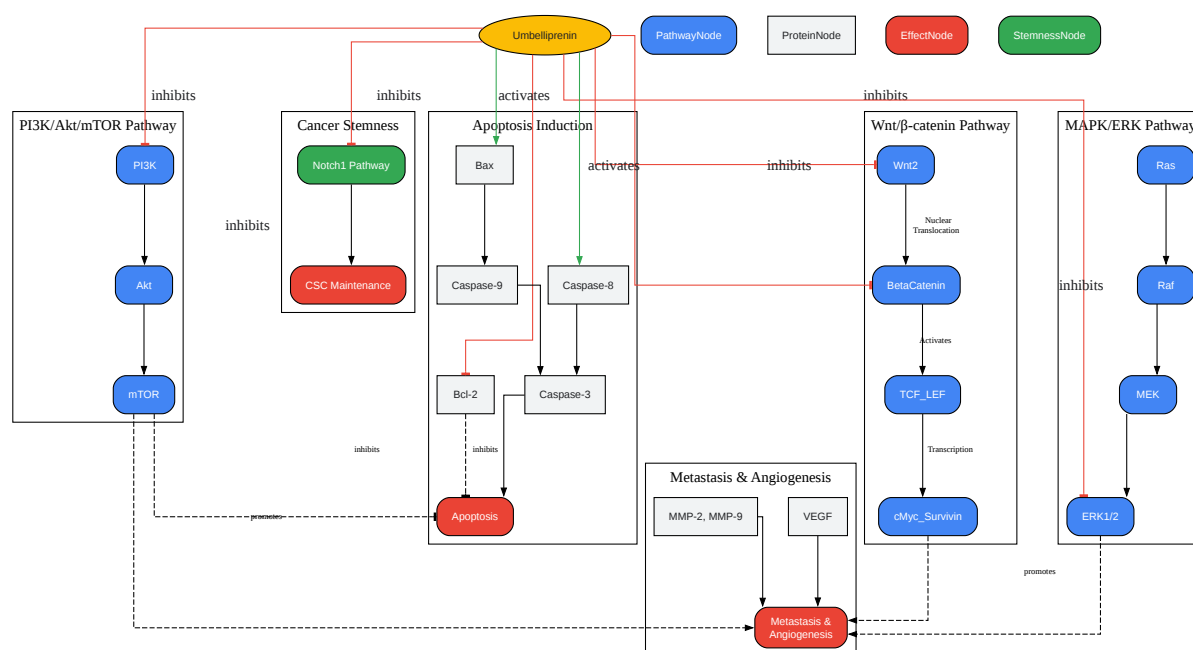 Umbelliprenin
PathwayNode
ProteinNode
EffectNode
StemnessNode
inhibits
inhibits
activates
inhibits
PI3K/Akt/mTOR Pathway
Cancer Stemness
Apoptosis Induction
Wnt/β-catenin Pathway
MAPK/ERK Pathway
PI3K
Notch1 Pathway
Bax
activates
inhibits
Wnt2
Ras
inhibits
Nuclear
Translocation
Akt
CSC Maintenance
Caspase-9
Caspase-8
BetaCatenin
inhibits
Raf
Activates
mTOR
Bcl-2
Caspase-3
TCF_LEF
MEK
inhibits
inhibits
Transcription
Metastasis & Angiogenesis
promotes
Apoptosis
MMP-2, MMP-9
VEGF
cMyc_Survivin
ERK1/2
promotes
Metastasis &
Angiogenesis